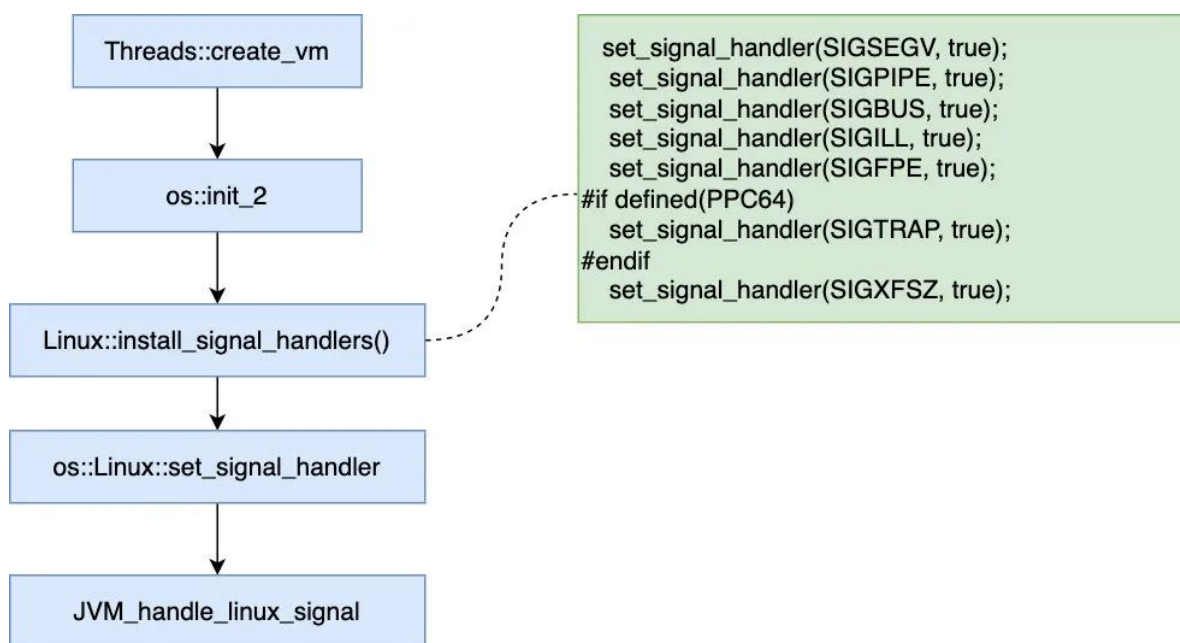 Threads::create_vm
os::init_2
Linux::install_signal_handlers()
os::Linux::set_signal_handler
JVM_handle_linux_signal
set_signal_handler(SIGSEGV, true);
set_signal_handler(SIGPIPE, true);
set_signal_handler(SIGBUS, true);
set_signal_handler(SIGILL, true);
set_signal_handler(SIGFPE, true);
#if defined(PPC64)
set_signal_handler(SIGTRAP, true);
#endif
set_signal_handler(SIGXFSZ, true);